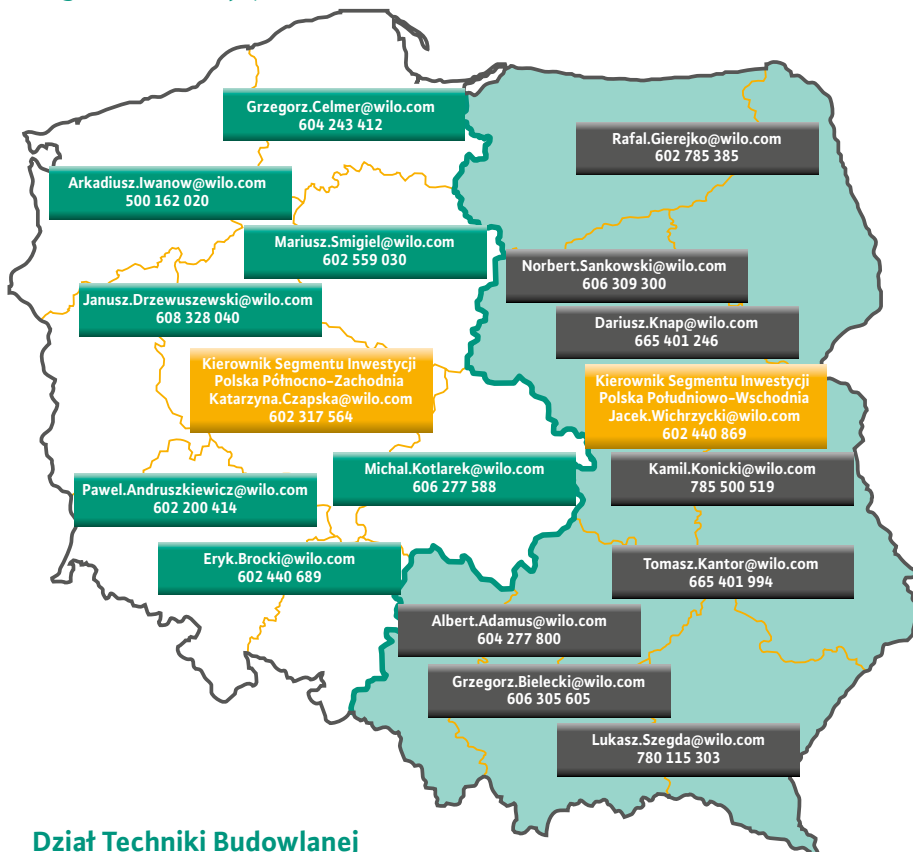 Grzegorz.Celmer@wilo.com
604 243 412
Rafal.Gierejko@wilo.com
602 785 385
Arkadiusz.Iwanow@wilo.com
500 162 020
Mariusz.Smigiel@wilo.com
602 559 030
Norbert.Sankowski@wilo.com
606 309 300
Janusz.Drzewuszewski@wilo.com
608 328 040
Dariusz.Knap@wilo.com
665 401 246
Kierownik Segmentu Inwestycji
Polska Północno-Zachodnia
Katarzyna.Czapska@wilo.com
602 317 564
Kierownik Segmentu Inwestycji
Polska Południowo-Wschodnia
Jacek.Wichrzycki@wilo.com
602 440 869
Michal.Kotlarek@wilo.com
606 277 588
Kamil.Konicki@wilo.com
785 500 519
Pawel.Andruszkiewicz@wilo.com
602 200 414
Eryk.Brocki@wilo.com
602 440 689
Tomasz.Kantor@wilo.com
665 401 994
Albert.Adamus@wilo.com
604 277 800
Grzegorz.Bielecki@wilo.com
606 305 605
Lukasz.Szegda@wilo.com
780 115 303
Dział Techniki Budowlanej